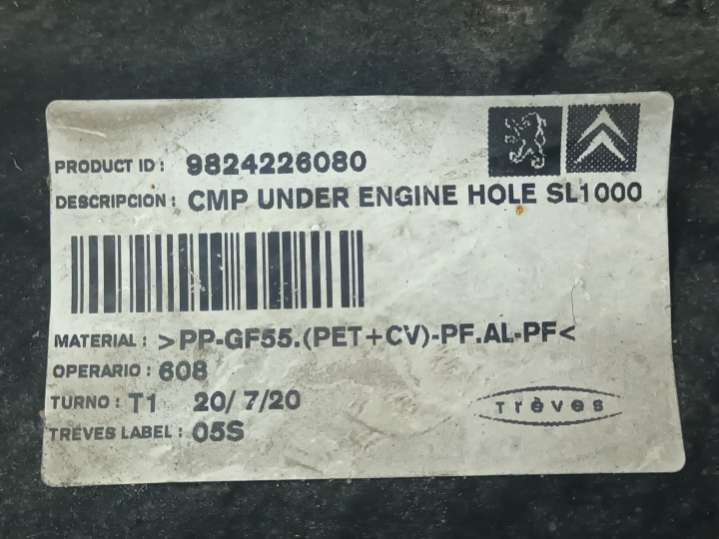 PRODUCT ID: 9824226080
DESCRIPCION: CMP UNDER ENGINE HOLE SL1000
MATERIAL: >PP-GF55.(PET+CV)-PF.AL-PF<
OPERARIO: 608
TURNO: T1 20/ 7/20
Trèves
TREVES LABEL: 05S